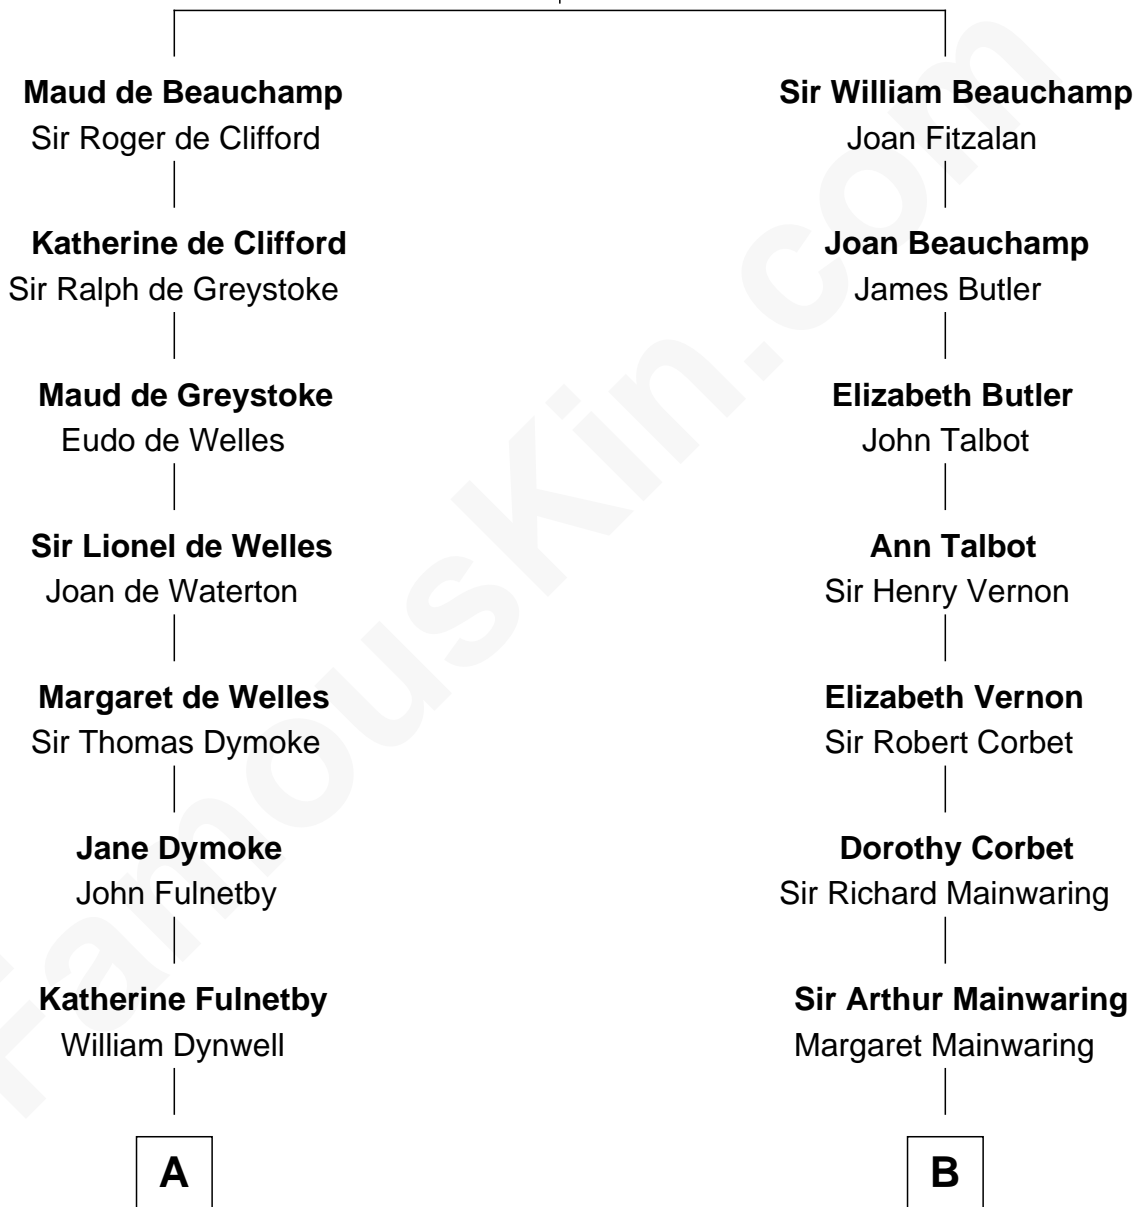 Maud de Beauchamp
Sir Roger de Clifford
Katherine de Clifford
Sir Ralph de Greystoke
Maud de Greystoke
Eudo de Welles
Sir Lionel de Welles
Joan de Waterton
Margaret de Welles
Sir Thomas Dymoke
Jane Dymoke
John Fulnetby
Katherine Fulnetby
William Dynwell
A
Sir William Beauchamp
Joan Fitzalan
Joan Beauchamp
James Butler
Elizabeth Butler
John Talbot
Ann Talbot
Sir Henry Vernon
Elizabeth Vernon
Sir Robert Corbet
Dorothy Corbet
Sir Richard Mainwaring
Sir Arthur Mainwaring
Margaret Mainwaring
B
FamousKin.com